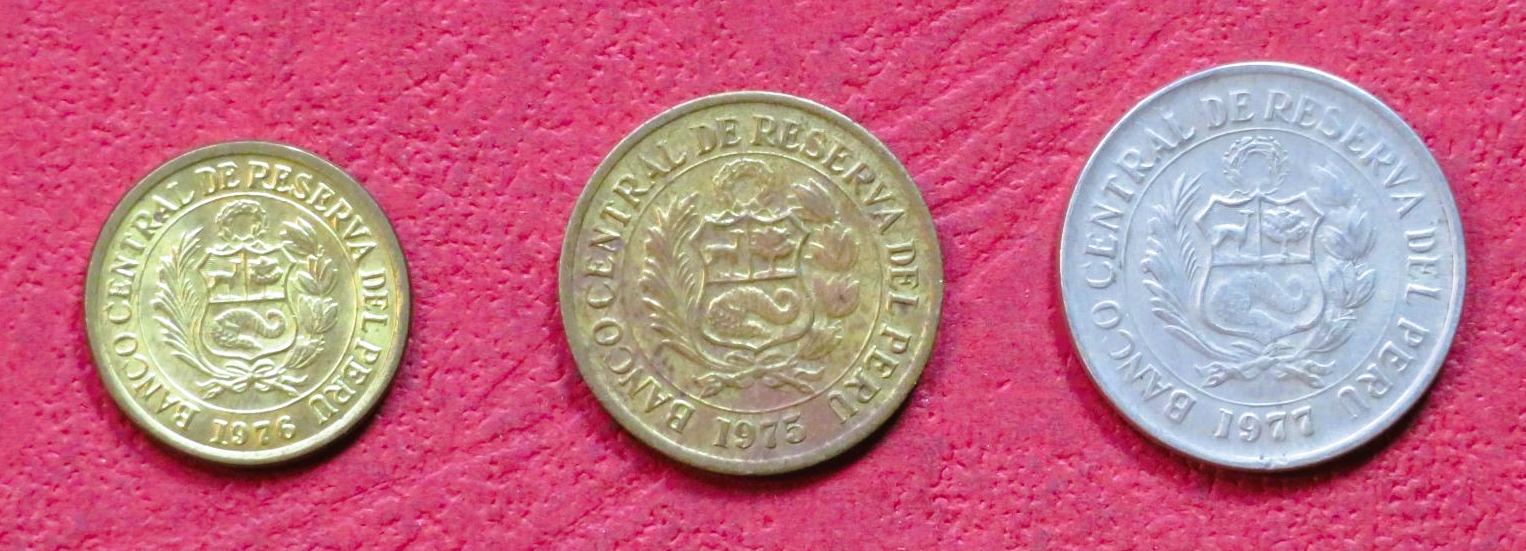 BANCO CENTRAL DE RESERVA DEL PERU
1976
BANCO CENTRAL DE RESERVA DEL PERU
1975
BANCO CENTRAL DE RESERVA DEL PERU
1977